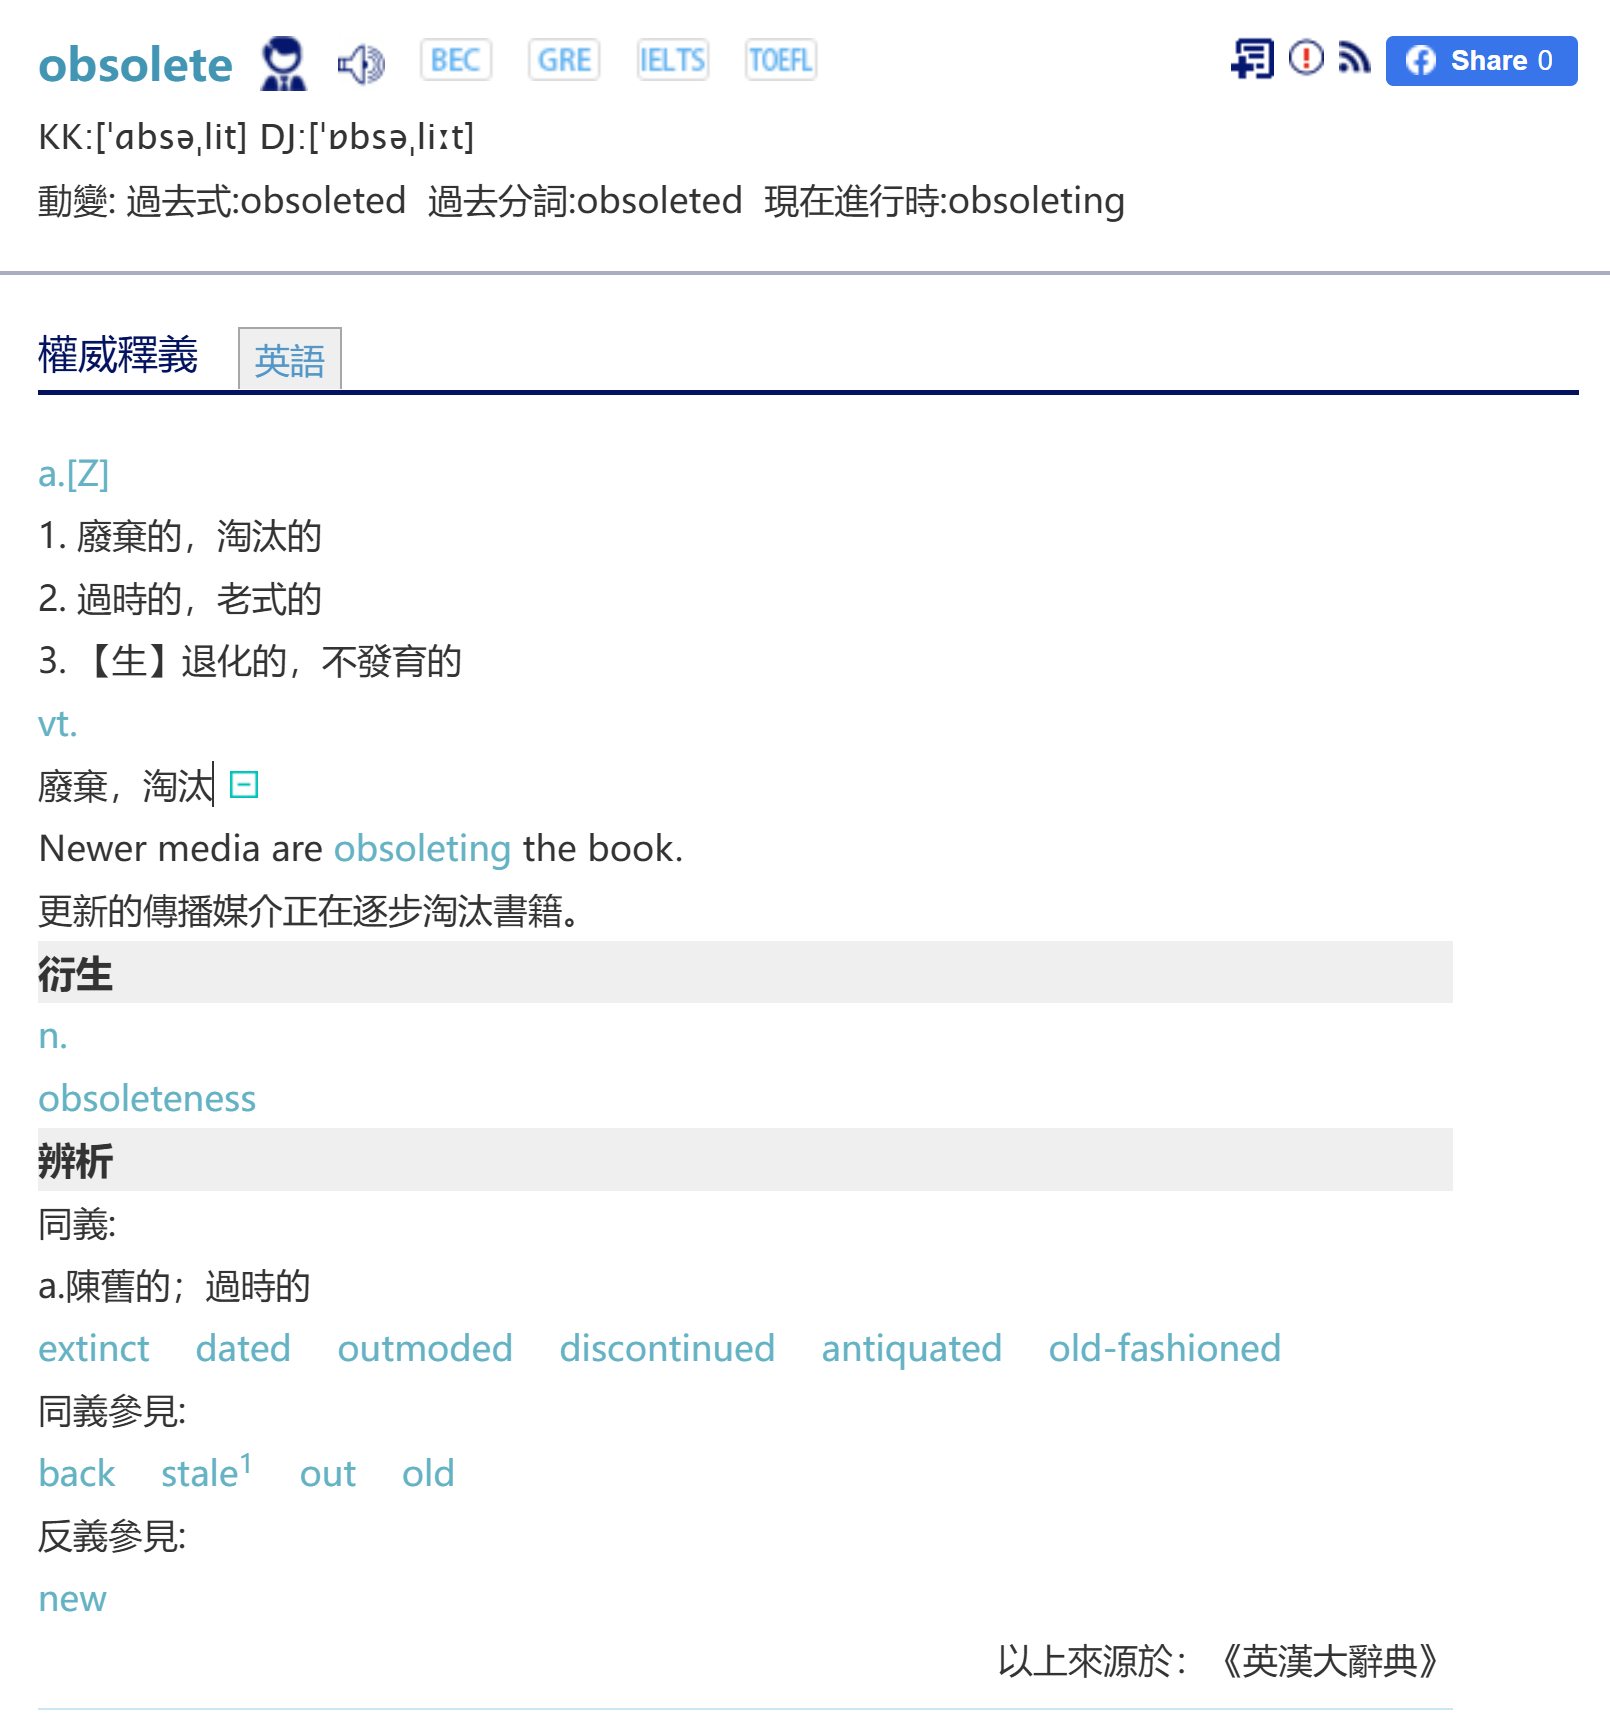 obsolete BEC GRE IELTS TOEFL Share 0
KK:[ˈɑbsəˌlit] DJ:[ˈɒbsəˌliːt]
動變: 過去式:obsoleted 過去分詞:obsoleted 現在進行時:obsoleting
權威釋義 英語
a.[Z]
1. 廢棄的，淘汰的
2. 過時的，老式的
3. 【生】退化的，不發育的
vt.
廢棄，淘汰
Newer media are obsoleting the book.
更新的傳播媒介正在逐步淘汰書籍。
衍生
n.
obsoleteness
辨析
同義:
a.陳舊的；過時的
extinct dated outmoded discontinued antiquated old-fashioned
同義參見:
back stale¹ out old
反義參見:
new
以上來源於：《英漢大辭典》